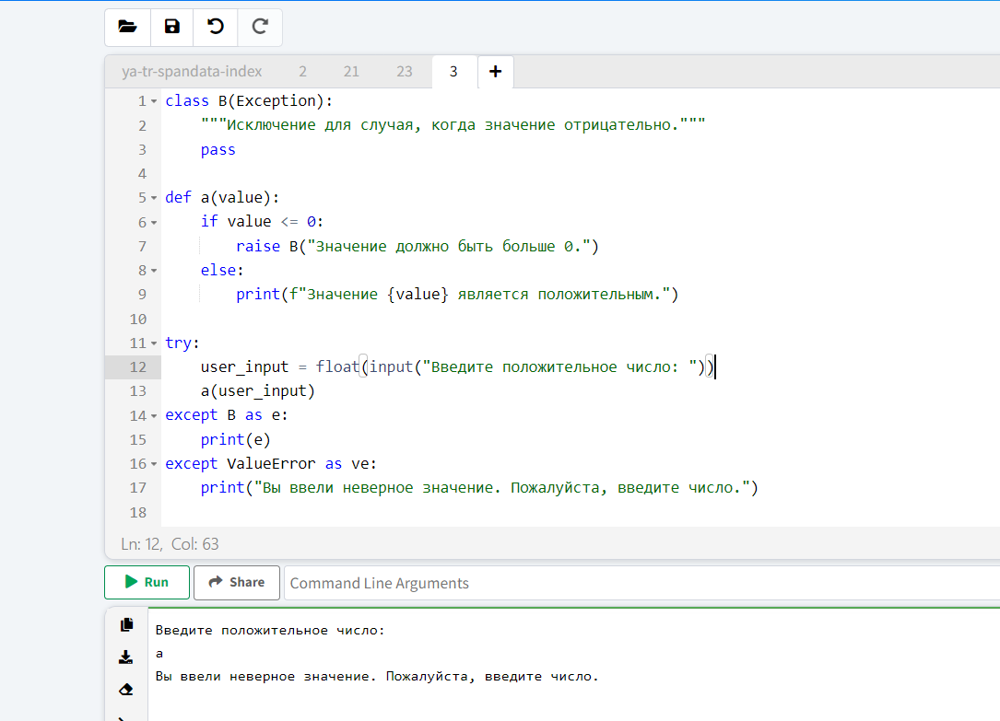 ya-tr-spandata-index 2 21 23 3 +
1 class B(Exception):
2     """Исключение для случая, когда значение отрицательно."""
3     pass
4
5 def a(value):
6     if value <= 0:
7         raise B("Значение должно быть больше 0.")
8     else:
9         print(f"Значение {value} является положительным.")
10
11 try:
12     user_input = float(input("Введите положительное число: "))
13     a(user_input)
14 except B as e:
15     print(e)
16 except ValueError as ve:
17     print("Вы ввели неверное значение. Пожалуйста, введите число.")
18
Ln: 12, Col: 63
Run Share Command Line Arguments
Введите положительное число:
a
Вы ввели неверное значение. Пожалуйста, введите число.